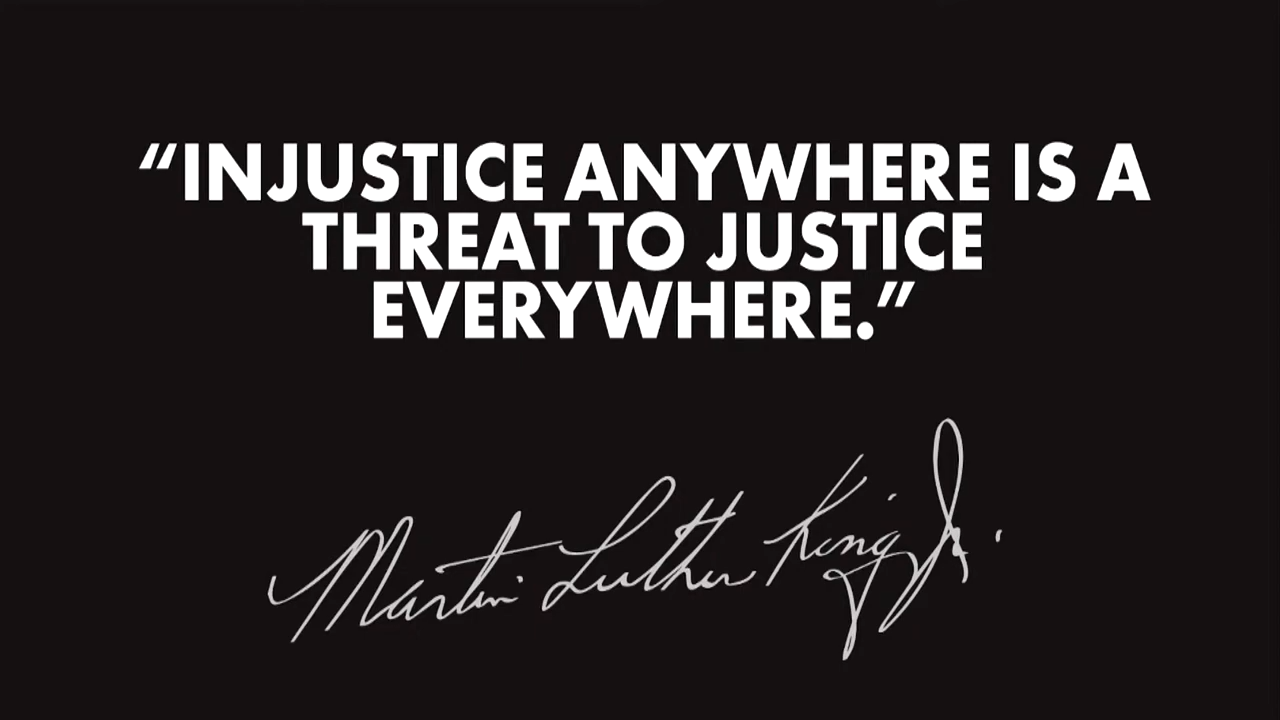 “INJUSTICE ANYWHERE IS A
THREAT TO JUSTICE
EVERYWHERE.”
Martin Luther King Jr.